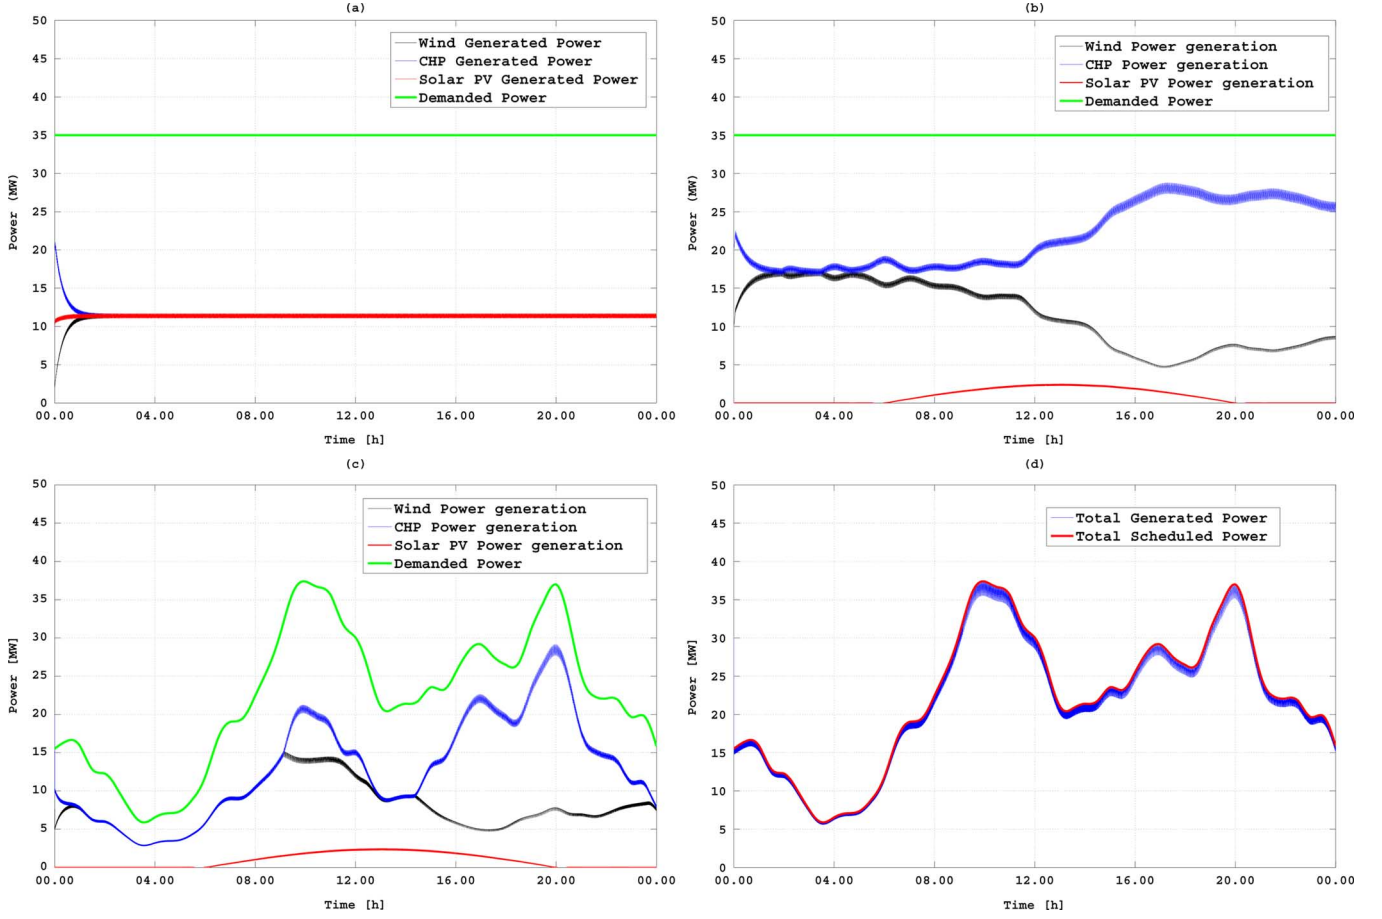 (a)
50
45
40
35
30
25
20
15
10
5
0
Power (MW)
Wind Generated Power
CHP Generated Power
Solar PV Generated Power
Demanded Power
00.00 04.00 08.00 12.00 16.00 20.00 00.00
Time [h]
(b)
50
45
40
35
30
25
20
15
10
5
0
Power (MW)
Wind Power generation
CHP Power generation
Solar PV Power generation
Demanded Power
00.00 04.00 08.00 12.00 16.00 20.00 00.00
Time [h]
(c)
50
45
40
35
30
25
20
15
10
5
0
Power [MW]
Wind Power generation
CHP Power generation
Solar PV Power generation
Demanded Power
00.00 04.00 08.00 12.00 16.00 20.00 00.00
Time [h]
(d)
50
45
40
35
30
25
20
15
10
5
0
Power [MW]
Total Generated Power
Total Scheduled Power
00.00 04.00 08.00 12.00 16.00 20.00 00.00
Time [h]